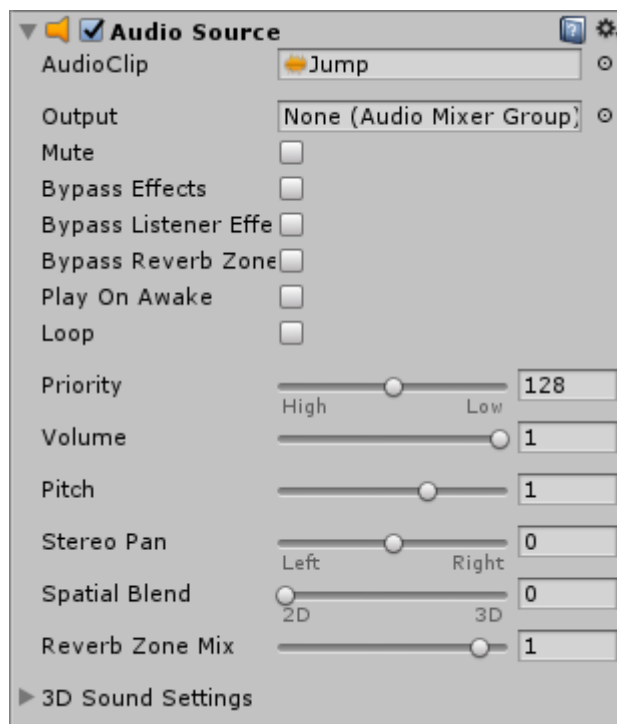 Audio Source
AudioClip Jump
Output None (Audio Mixer Group)
Mute
Bypass Effects
Bypass Listener Effe
Bypass Reverb Zone
Play On Awake
Loop
Priority 128
High Low
Volume 1
Pitch 1
Stereo Pan 0
Left Right
Spatial Blend 0
2D 3D
Reverb Zone Mix 1
3D Sound Settings